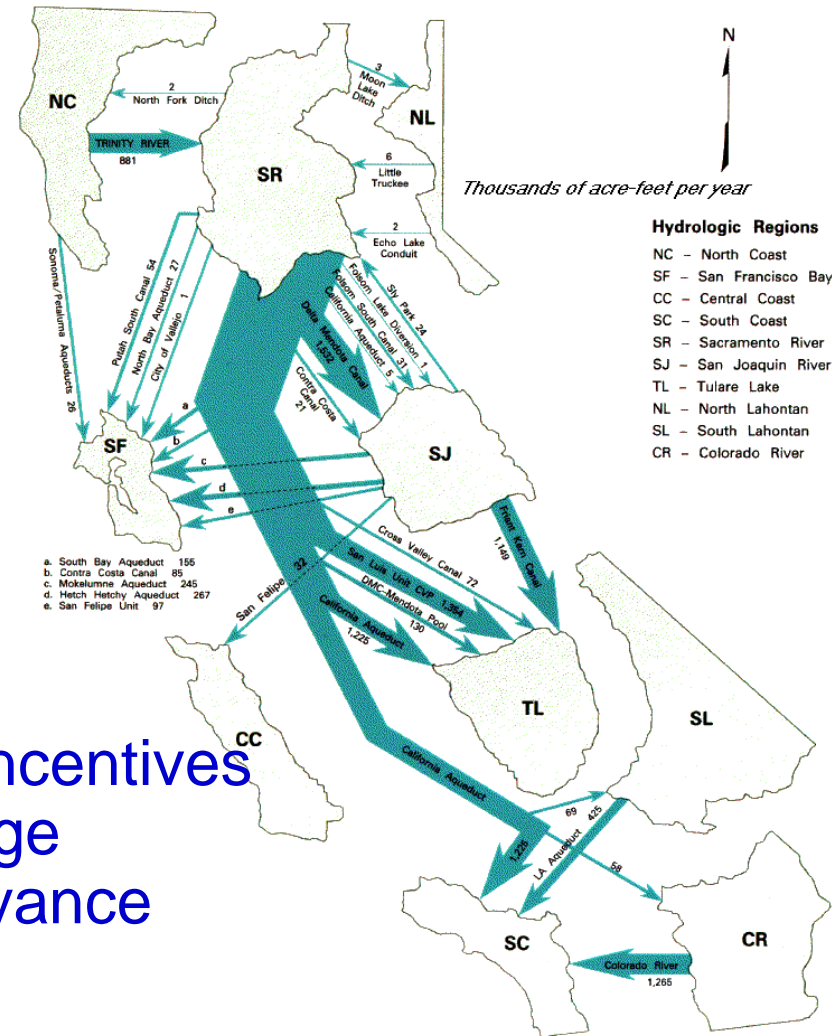 N
3
Moon
Lake
Ditch
2
North Fork Ditch
NC
NL
TRINITY RIVER
881
SR
6
Little
Truckee
Thousands of acre-feet per year
2
Echo Lake
Conduit
Hydrologic Regions
NC – North Coast
SF – San Francisco Bay
CC – Central Coast
SC – South Coast
SR – Sacramento River
SJ – San Joaquin River
TL – Tulare Lake
NL – North Lahontan
SL – South Lahontan
CR – Colorado River
Sonoma/Petaluma Aqueducts 26
Putah South Canal 54
North Bay Aqueduct 27
City of Vallejo 1
Sly Park 24
Folsom Lake Diversion 1
Folsom South Canal 31
California Aqueduct 5
Delta Mendota Canal
1,532
Contra Costa
Canal
21
a
b
c
d
e
SF
SJ
a. South Bay Aqueduct 155
b. Contra Costa Canal 85
c. Mokelumne Aqueduct 245
d. Hetch Hetchy Aqueduct 267
e. San Felipe Unit 97
Friant Kern Canal
1,149
Cross Valley Canal 72
San Luis Unit CVP 1,354
DMC-Mendota Pool
130
San Felipe 32
California Aqueduct
1,225
TL
SL
CC
ncentives
ge
vance
California Aqueduct
69
LA Aqueduct 425
1,225
58
SC
CR
Colorado River
1,265